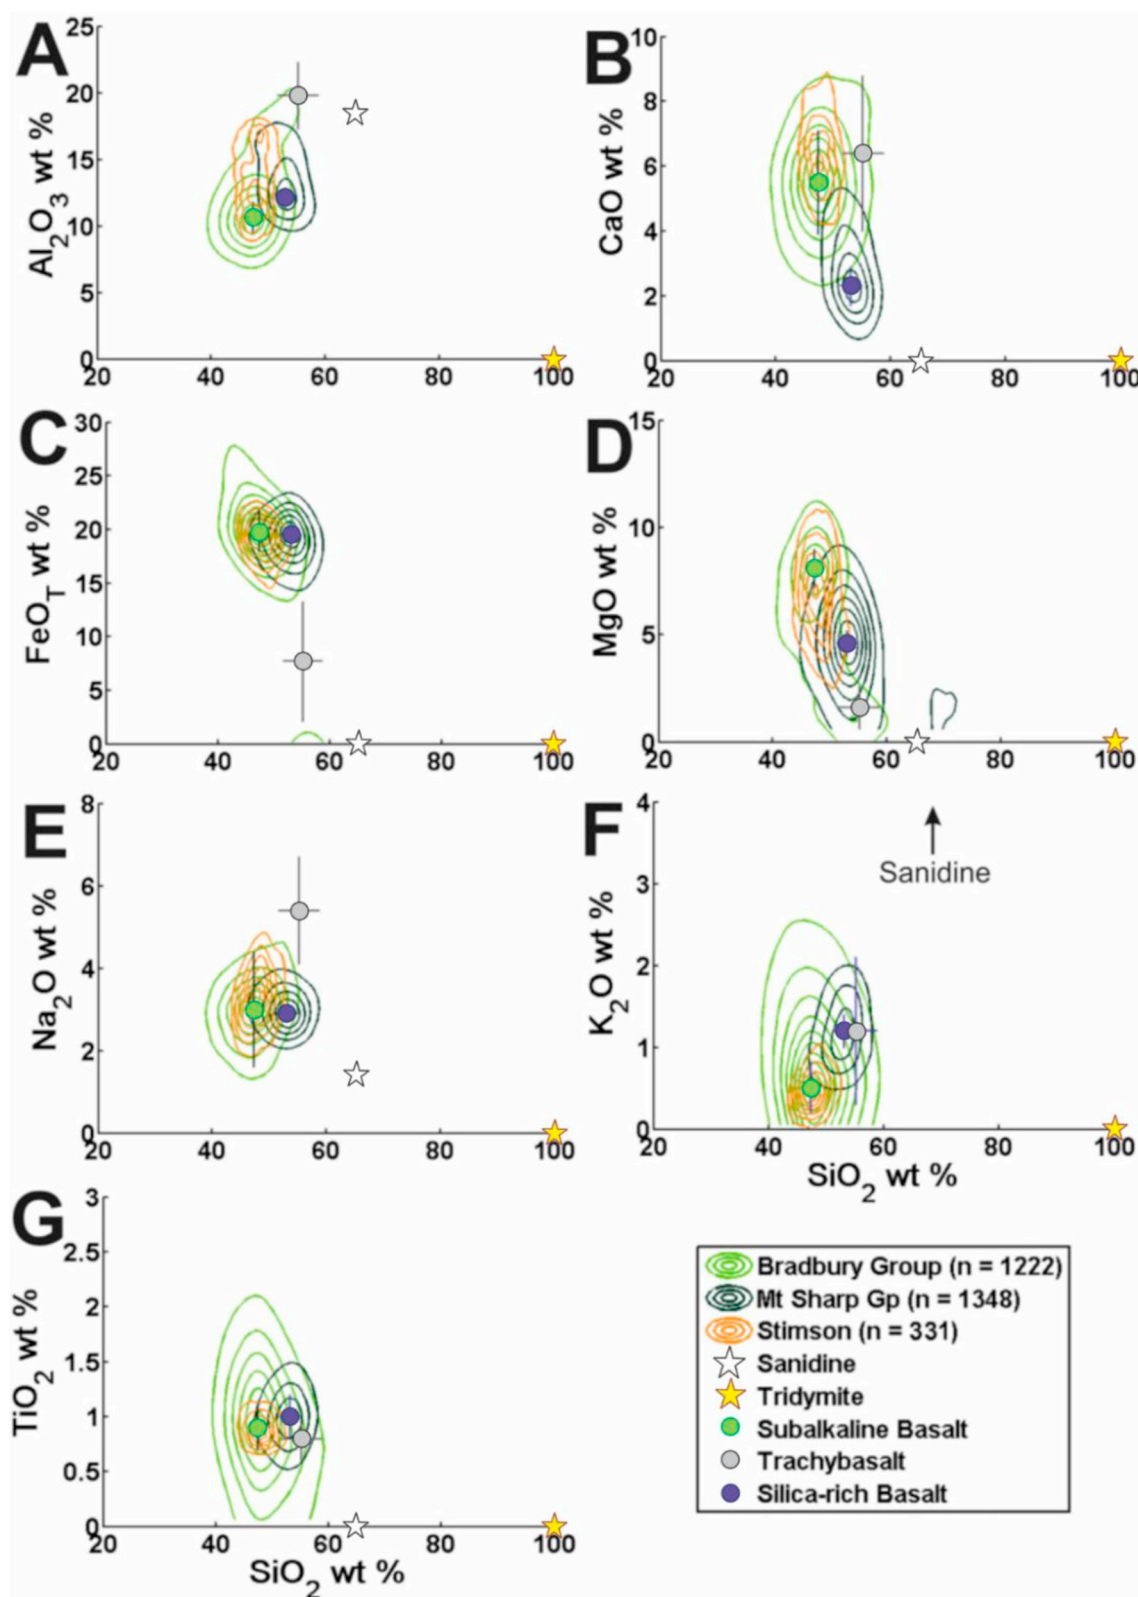 A
B
25
20
15
10
5
0
Al2O3 wt %
20 40 60 80 100
10
8
6
4
2
0
CaO wt %
20 40 60 80 100
C
D
30
25
20
15
10
5
0
FeOT wt %
20 40 60 80 100
15
10
5
0
MgO wt %
20 40 60 80 100
E
F
8
6
4
2
0
Na2O wt %
20 40 60 80 100
4
3
2
1
0
K2O wt %
Sanidine
20 40 60 80 100
SiO2 wt %
G
3
2.5
2
1.5
1
0.5
0
TiO2 wt %
20 40 60 80 100
SiO2 wt %
Bradbury Group (n = 1222)
Mt Sharp Gp (n = 1348)
Stimson (n = 331)
Sanidine
Tridymite
Subalkaline Basalt
Trachybasalt
Silica-rich Basalt